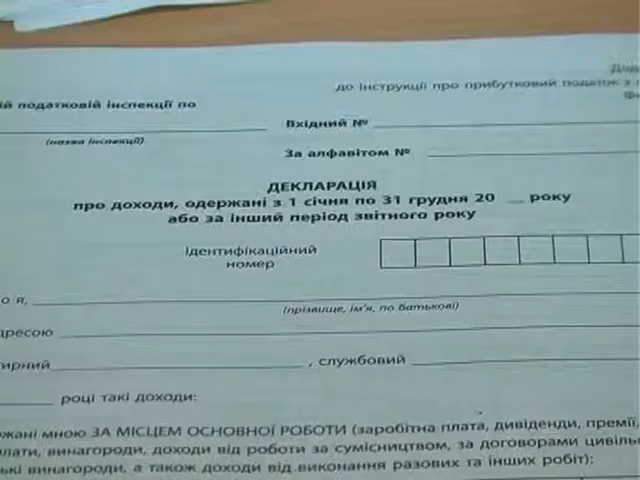 до інструкції про прибутковий податок з
ій податковій інспекції по
(назва інспекції)
Вхідний №
За алфавітом №
ДЕКЛАРАЦІЯ
про доходи, одержані з 1 січня по 31 грудня 20 __ року
або за інший період звітного року
ідентифікаційний
номер
о я,
(прізвище, ім'я, по батькові)
дресою
, службовий
році такі доходи:
жані мною ЗА МІСЦЕМ ОСНОВНОЇ РОБОТИ (заробітна плата, дивіденди, премії,
лати, винагороди, доходи від роботи за сумісництвом, за договорами цивіль
ькі винагороди, а також доходи від виконання разових та інших робіт):